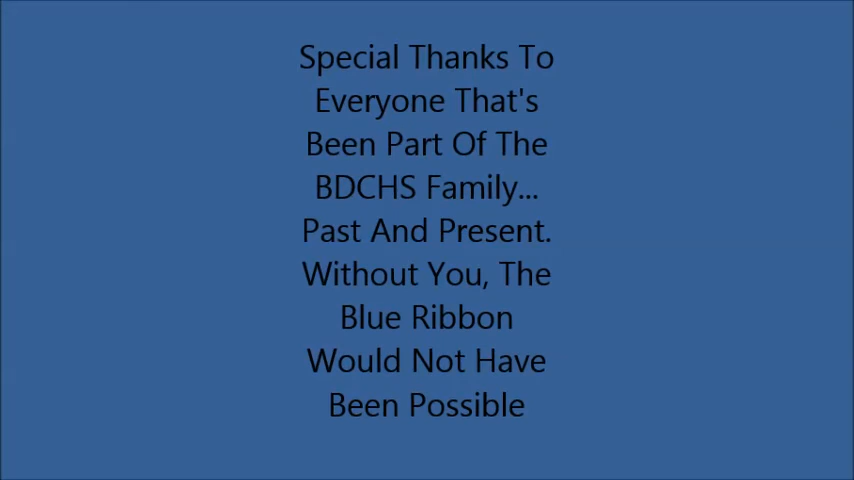 Special Thanks To
Everyone That's
Been Part Of The
BDCHS Family...
Past And Present.
Without You, The
Blue Ribbon
Would Not Have
Been Possible